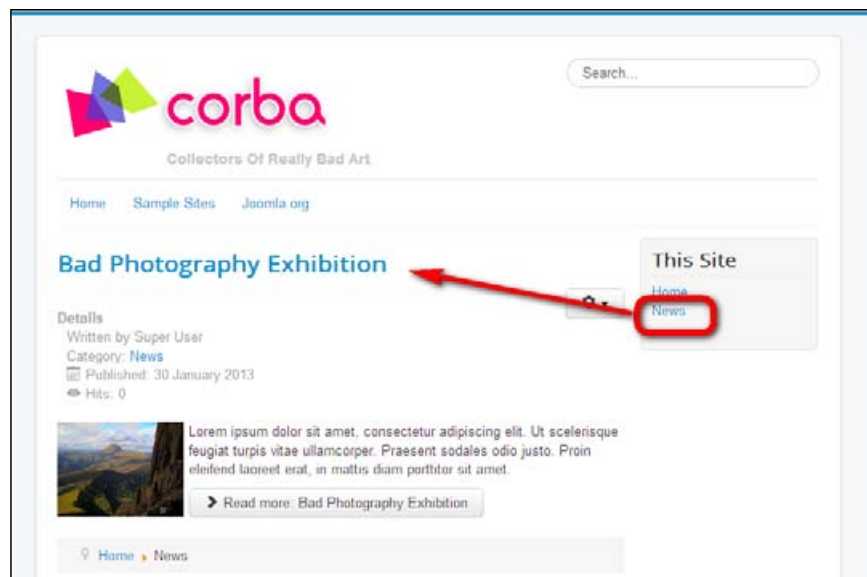 Search...
corba
Collectors Of Really Bad Art
Home Sample Sites Joomla org
Bad Photography Exhibition
This Site
Home
News
Details
Written by Super User
Category: News
Published: 30 January 2013
Hits: 0
Lorem ipsum dolor sit amet, consectetur adipiscing elit. Ut scelerisque
feugiat turpis vitae ullamcorper. Praesent sodales odio justo. Proin
eleifend laoreet erat, in mattis diam porttitor sit amet.
Read more: Bad Photography Exhibition
Home News